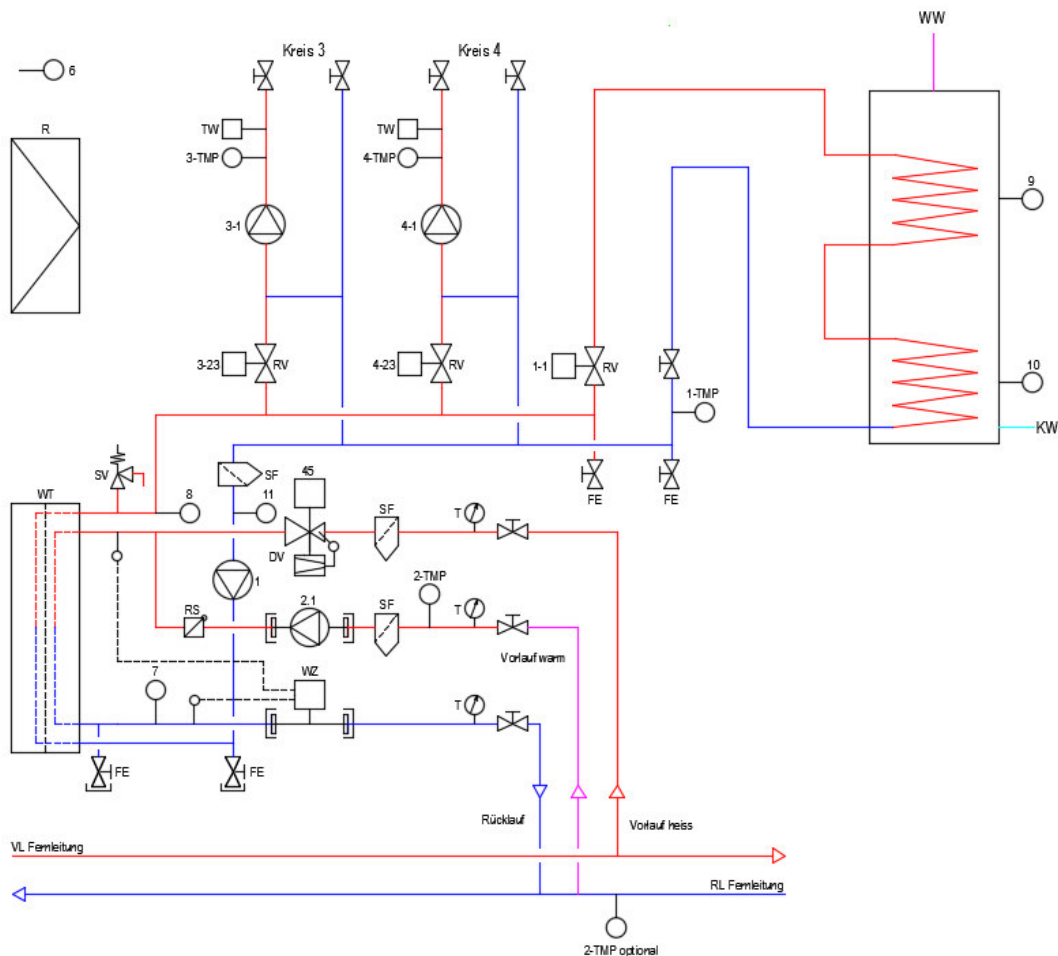 WW
Kreis 3
Kreis 4
6
R
TW
TW
3-TMP
4-TMP
9
3-1
4-1
3-23
RV
4-23
RV
1-1
RV
10
1-TMP
KW
SV
SF
45
WT
8
11
SF
T
FE
FE
DV
2-TMP
1
RS
2.1
SF
T
Vorlauf warm
7
WZ
T
FE
FE
Rücklauf
Vorlauf heiss
VL Fernleitung
RL Fernleitung
2-TMP optional